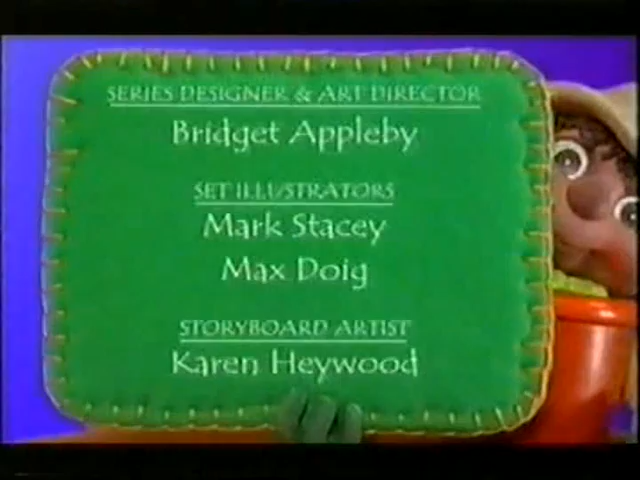 SERIES DESIGNER & ART DIRECTOR
Bridget Appleby
SET ILLUSTRATORS
Mark Stacey
Max Doig
STORYBOARD ARTIST
Karen Heywood